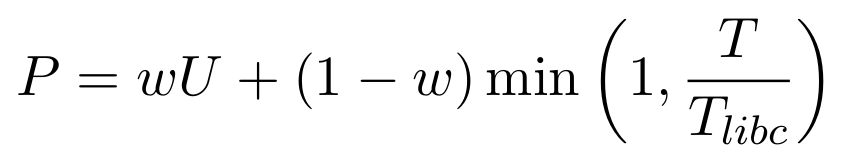 P = wU + (1 − w) min(1, T/T_libc)